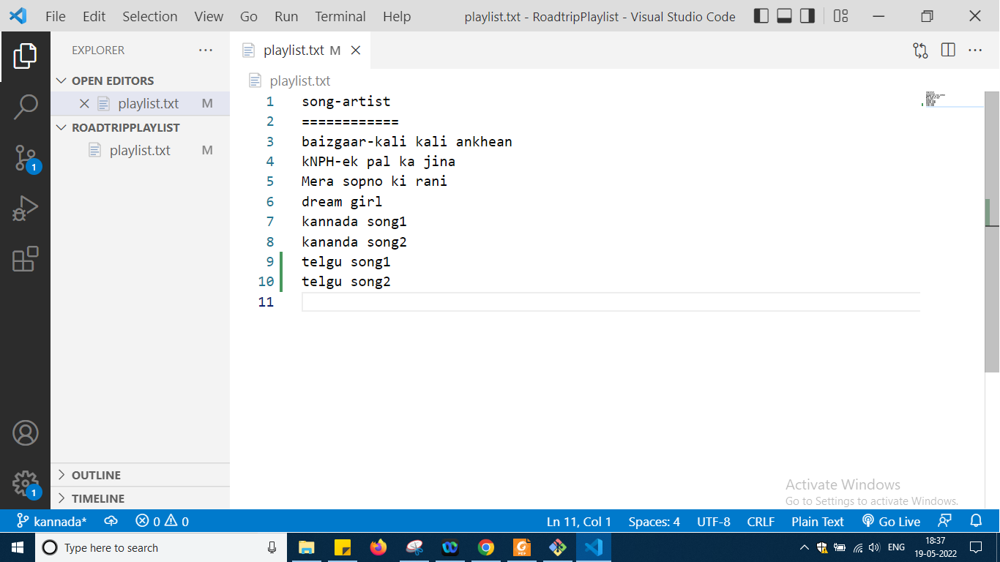 File Edit Selection View Go Run Terminal Help playlist.txt - RoadtripPlaylist - Visual Studio Code
EXPLORER
OPEN EDITORS
playlist.txt M
ROADTRIPPLAYLIST
playlist.txt M
OUTLINE
TIMELINE
1
1
playlist.txt M
playlist.txt
1 song-artist
2 ============
3 baizgaar-kali kali ankhean
4 kNPH-ek pal ka jina
5 Mera sopno ki rani
6 dream girl
7 kannada song1
8 kananda song2
9 telgu song1
10 telgu song2
11
Activate Windows
Go to Settings to activate Windows.
kannada* 0 0 Ln 11, Col 1 Spaces: 4 UTF-8 CRLF Plain Text Go Live
Type here to search
PDF
ENG
18:37
19-05-2022